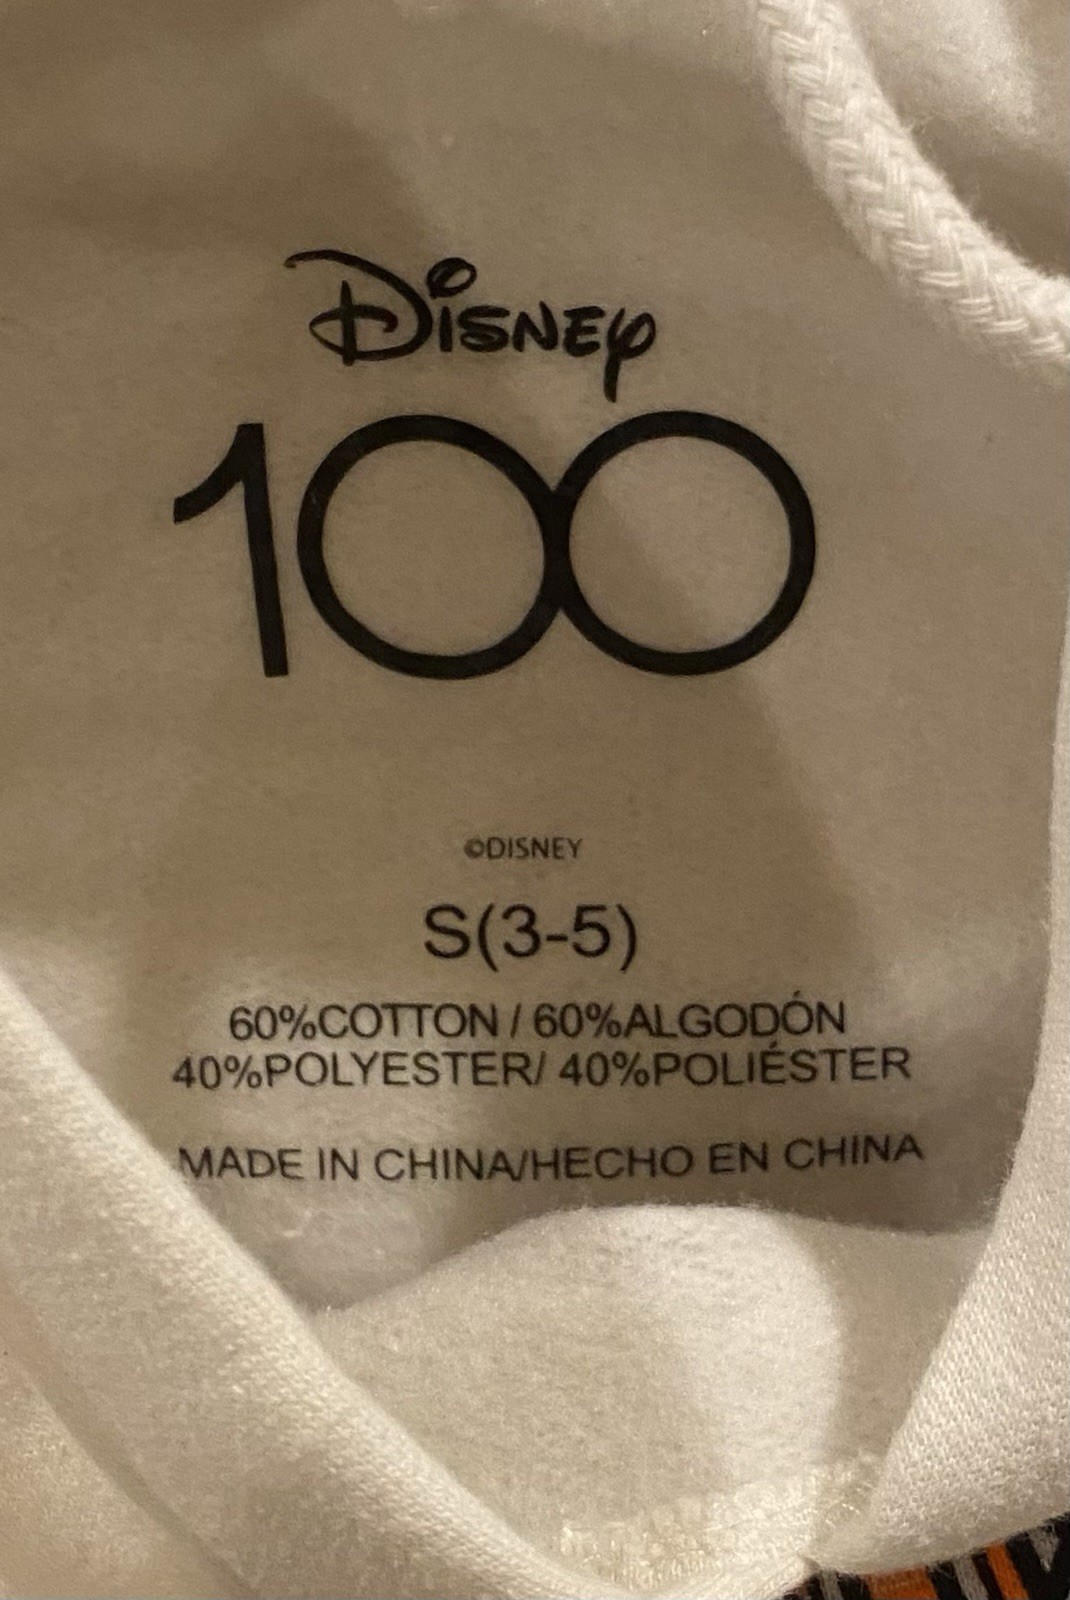 Disney
100
©DISNEY
S(3-5)
60%COTTON / 60%ALGODÓN
40%POLYESTER/ 40%POLIÉSTER
MADE IN CHINA/HECHO EN CHINA